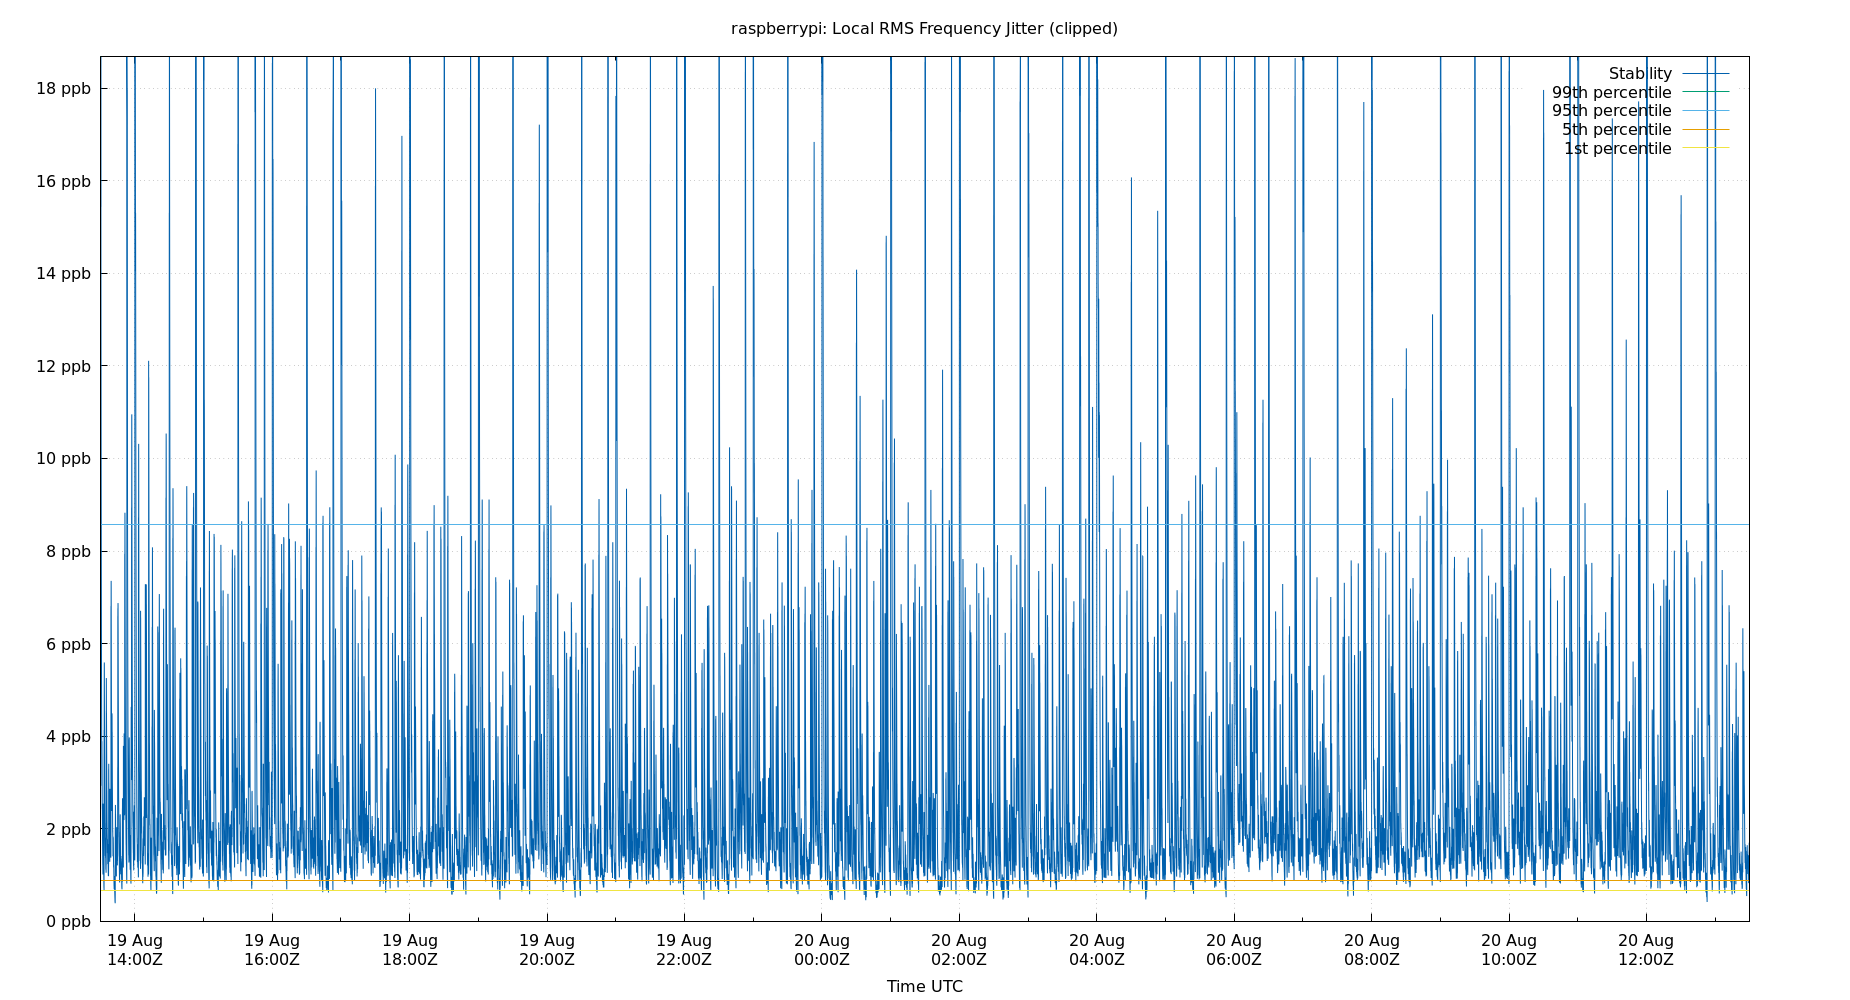 raspberrypi: Local RMS Frequency Jitter (clipped)
18 ppb
16 ppb
14 ppb
12 ppb
10 ppb
8 ppb
6 ppb
4 ppb
2 ppb
0 ppb
Stability
99th percentile
95th percentile
5th percentile
1st percentile
19 Aug 19 Aug 19 Aug 19 Aug 19 Aug 20 Aug 20 Aug 20 Aug 20 Aug 20 Aug 20 Aug 20 Aug
14:00Z 16:00Z 18:00Z 20:00Z 22:00Z 00:00Z 02:00Z 04:00Z 06:00Z 08:00Z 10:00Z 12:00Z
Time UTC